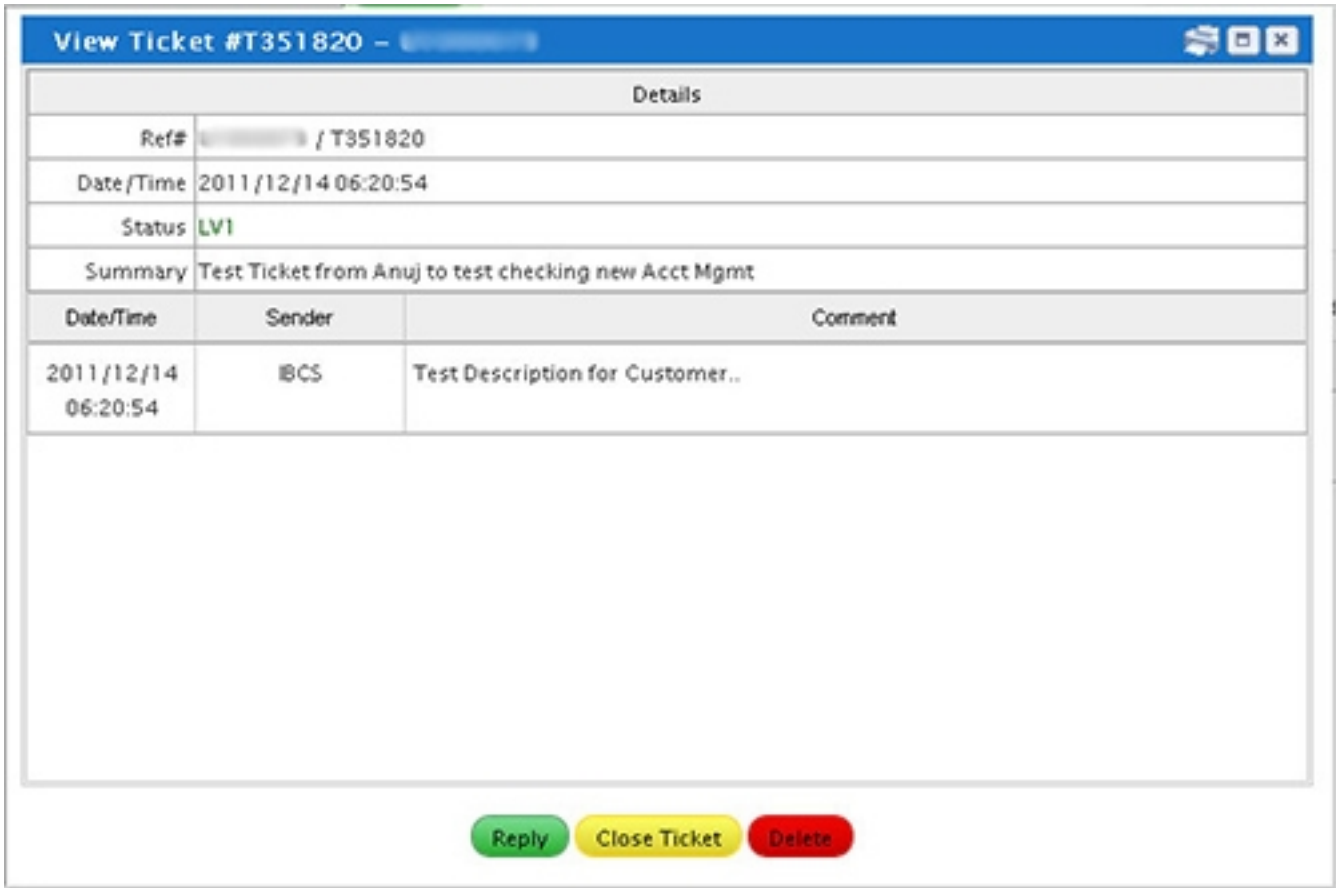 View Ticket #T351820 –
Details
Ref# / T351820
Date/Time 2011/12/14 06:20:54
Status LV1
Summary Test Ticket from Anuj to test checking new Acct Mgmt
Date/Time Sender Comment
2011/12/14 IBCS Test Description for Customer..
06:20:54
Reply Close Ticket Delete